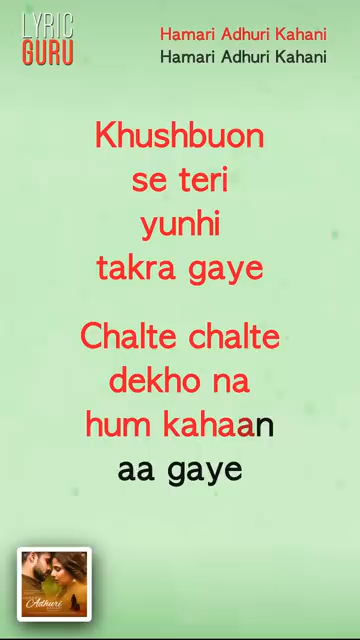 LYRIC
GURU
Hamari Adhuri Kahani
Hamari Adhuri Kahani
Khushbuon
se teri
yunhi
takra gaye
Chalte chalte
dekho na
hum kahaan
aa gaye
Adhuri